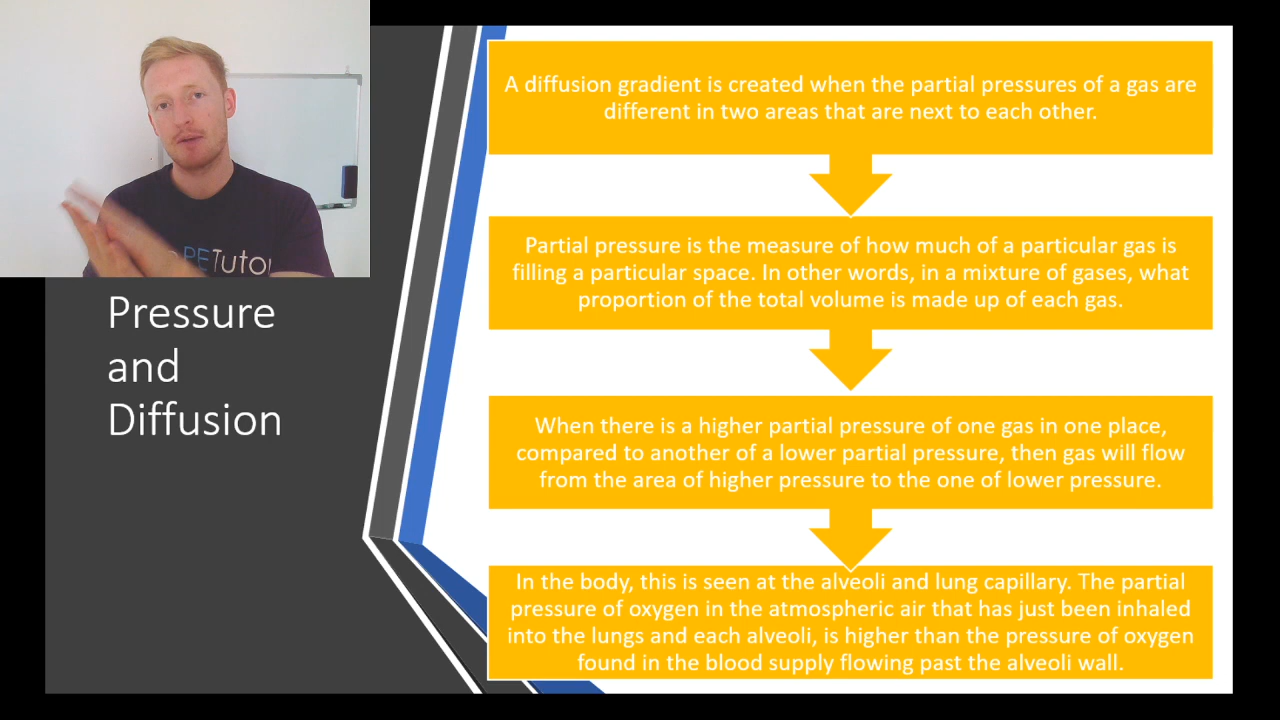 PETutor
Pressure
and
Diffusion
A diffusion gradient is created when the partial pressures of a gas are
different in two areas that are next to each other.
Partial pressure is the measure of how much of a particular gas is
filling a particular space. In other words, in a mixture of gases, what
proportion of the total volume is made up of each gas.
When there is a higher partial pressure of one gas in one place,
compared to another of a lower partial pressure, then gas will flow
from the area of higher pressure to the one of lower pressure.
In the body, this is seen at the alveoli and lung capillary. The partial
pressure of oxygen in the atmospheric air that has just been inhaled
into the lungs and each alveoli, is higher than the pressure of oxygen
found in the blood supply flowing past the alveoli wall.